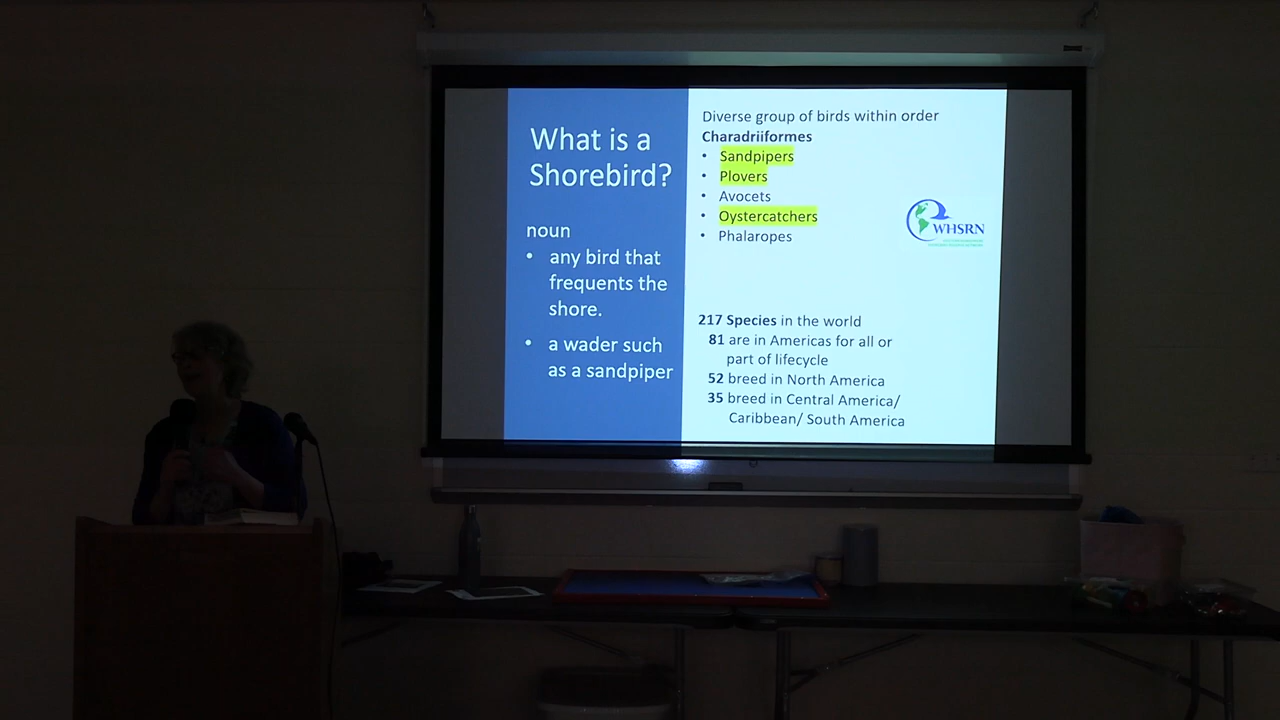 What is a
Shorebird?
noun
• any bird that
frequents the
shore.
• a wader such
as a sandpiper
Diverse group of birds within order
Charadriiformes
• Sandpipers
• Plovers
• Avocets
• Oystercatchers
• Phalaropes
WHSRN
217 Species in the world
81 are in Americas for all or
part of lifecycle
52 breed in North America
35 breed in Central America/
Caribbean/ South America